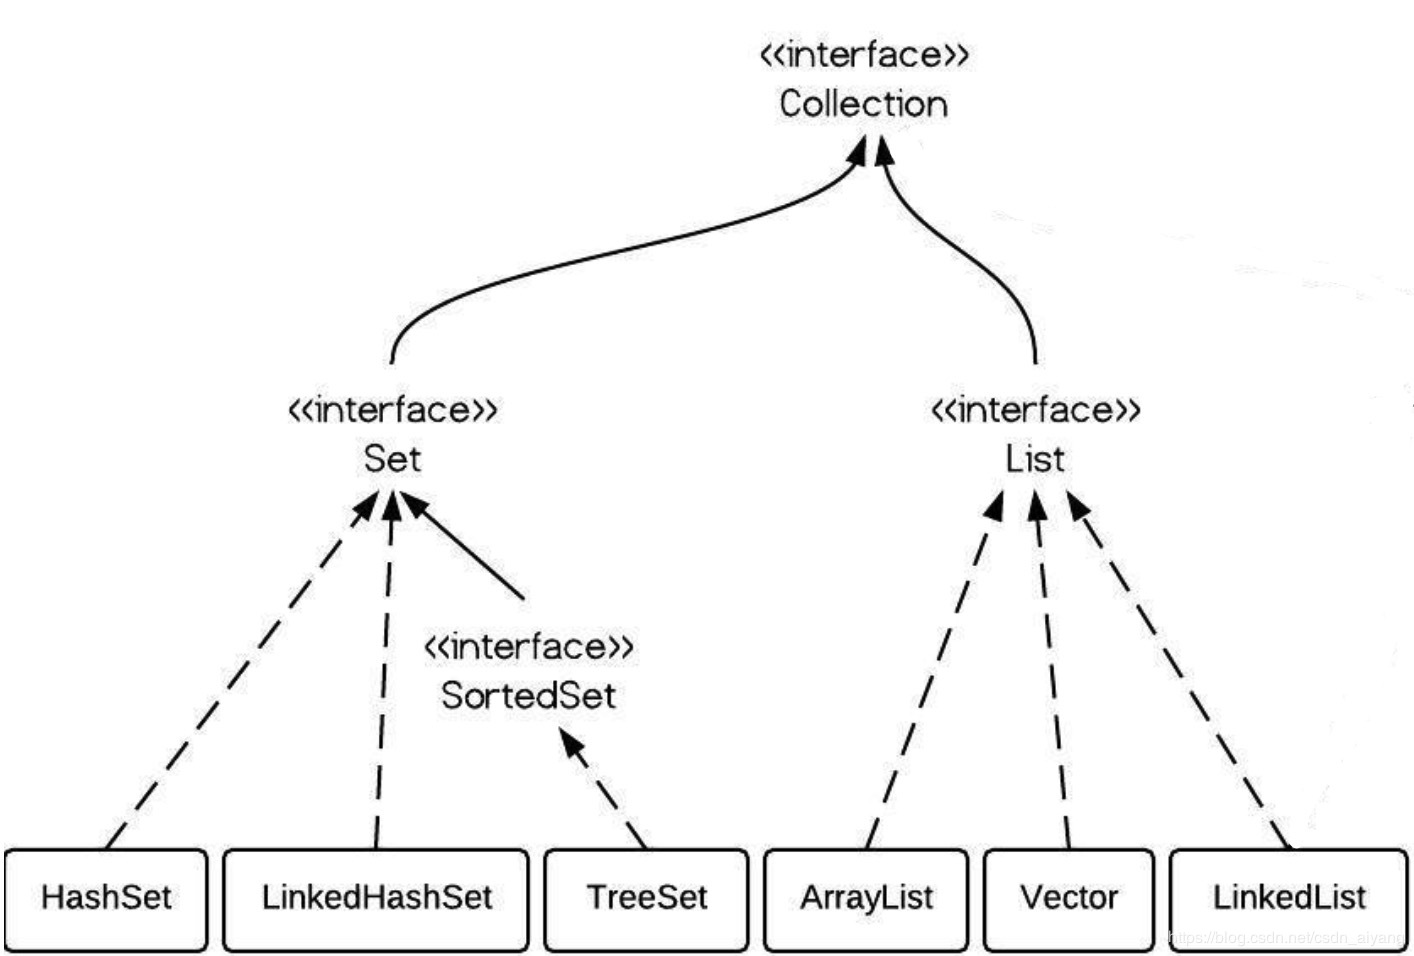 <<interface>>
Collection
<<interface>>
Set
<<interface>>
List
<<interface>>
SortedSet
HashSet
LinkedHashSet
TreeSet
ArrayList
Vector
LinkedList
https://blog.csdn.net/csdn_aiyang